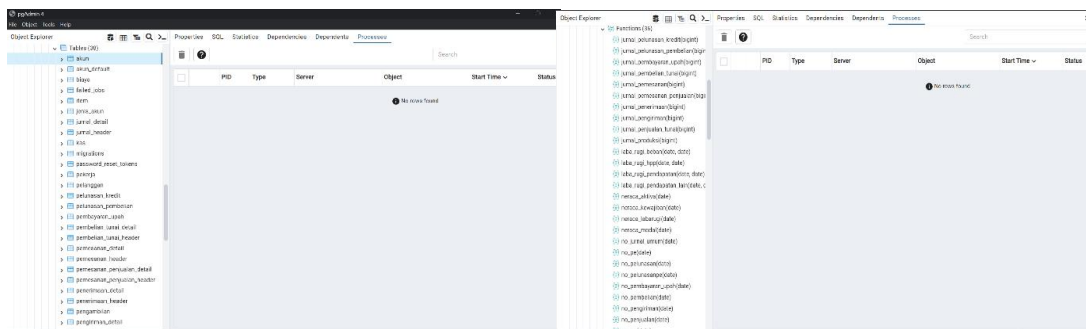 pgAdmin 4
File Object Tools Help
Object Explorer
Properties SQL Statistics Dependencies Dependents Processes
Search
PID Type Server Object Start Time Status
No rows found
Tables (30)
akun
akun_default
biaya
failed_jobs
item
jenis_akun
jurnal_detail
jurnal_header
kas
migrations
password_reset_tokens
pekerja
pelanggan
pelunasan_kredit
pelunasan_pembelian
pembayaran_upah
pembelian_tunai_detail
pembelian_tunai_header
pemesanan_detail
pemesanan_header
pemesanan_penjualan_detail
pemesanan_penjualan_header
penerimaan_detail
penerimaan_header
pengambilan
pengiriman_detail
Object Explorer
Properties SQL Statistics Dependencies Dependents Processes
Search
PID Type Server Object Start Time Status
No rows found
jurnal_pelunasan_kredit(bigint)
jurnal_pelunasan_pembelian(bigin
jurnal_pembayaran_upah(bigint)
jurnal_pembelian_tunai(bigint)
jurnal_pemesanan(bigint)
jurnal_pemesanan_penjualan(bigi
jurnal_penerimaan(bigint)
jurnal_pengiriman(bigint)
jurnal_penjualan_tunai(bigint)
jurnal_produksi(bigint)
laba_rugi_beban(date, date)
laba_rugi_hpp(date, date)
laba_rugi_pendapatan(date, date)
laba_rugi_pendapatan_lain(date, c
neraca_aktiva(date)
neraca_kewajiban(date)
neraca_labarugi(date)
neraca_modal(date)
no_jurnal_umum(date)
no_pe(date)
no_pelunasan(date)
no_pelunasanpe(date)
no_pembayaran_upah(date)
no_pembelian(date)
no_pengiriman(date)
no_penjualan(date)